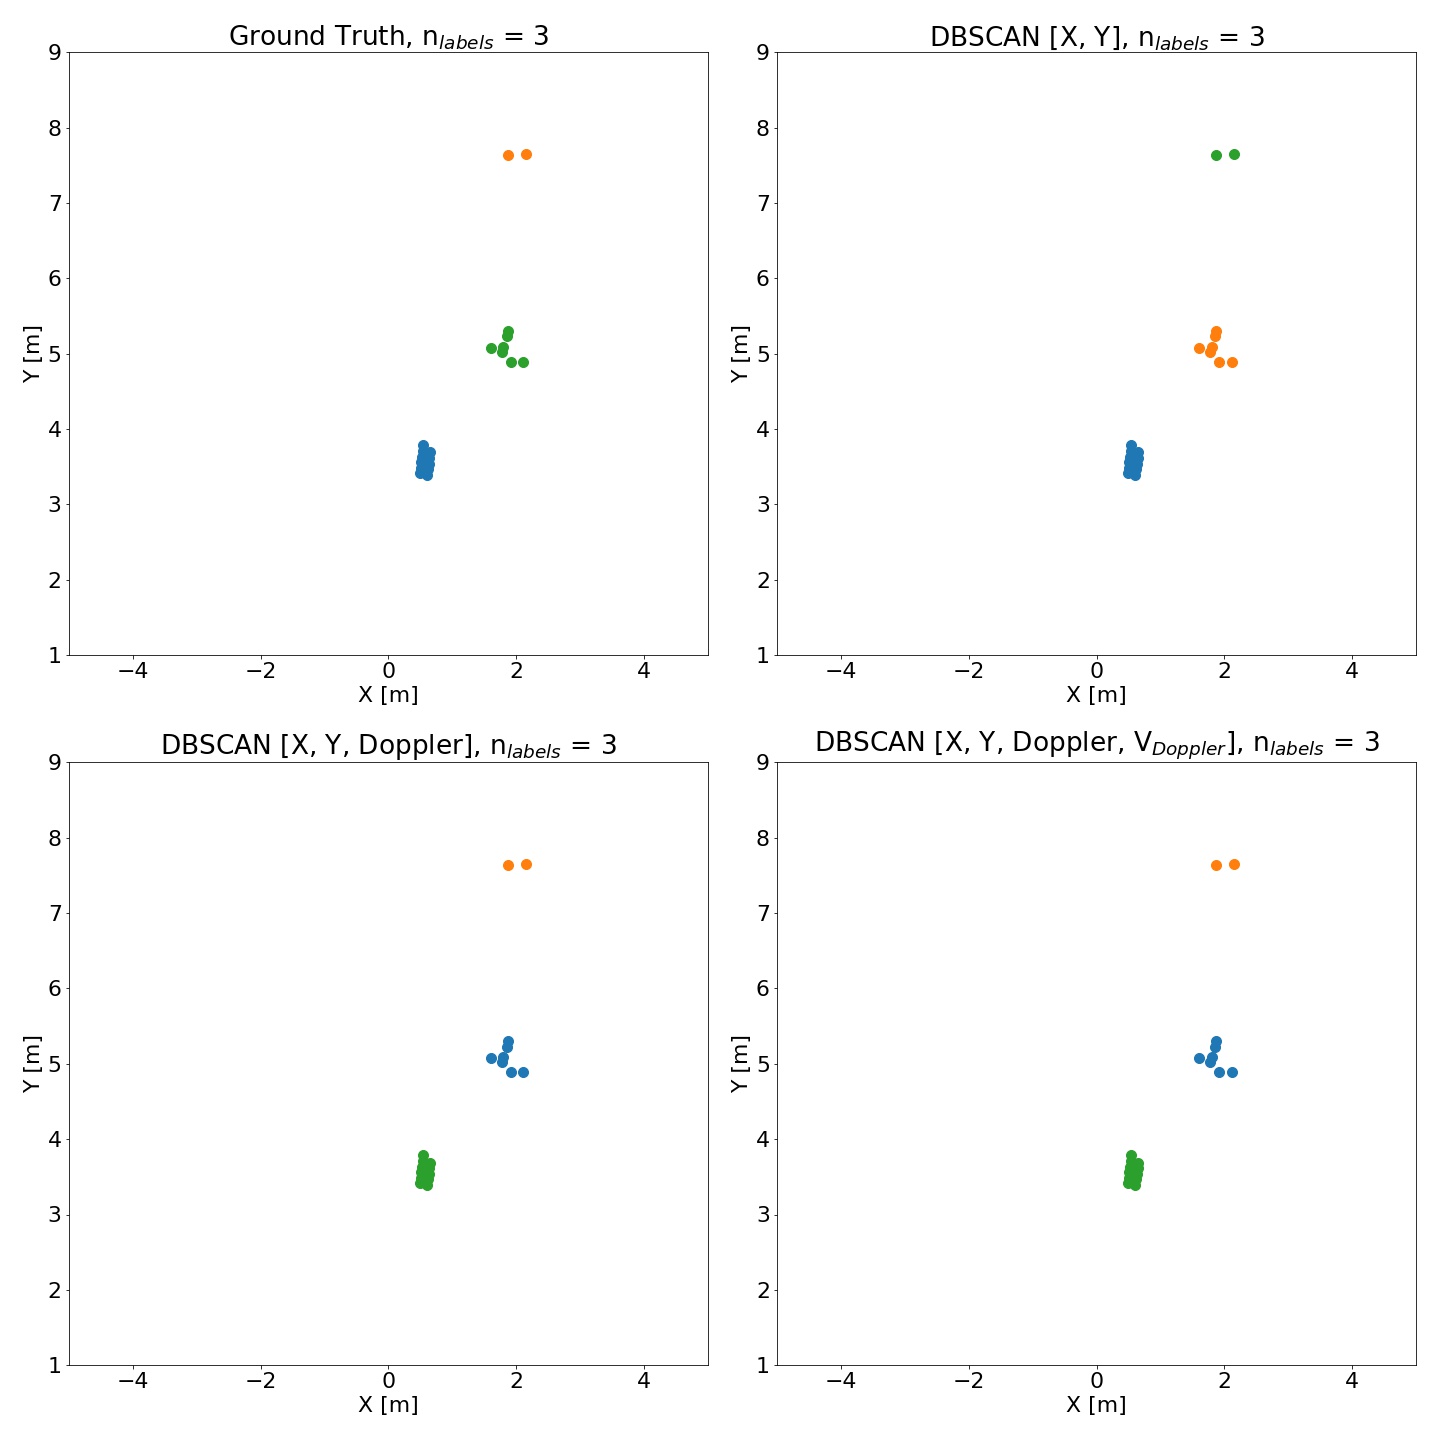 Ground Truth, n_labels = 3
9
8
7
6
5
4
3
2
1
Y [m]
−4 −2 0 2 4
X [m]
DBSCAN [X, Y], n_labels = 3
9
8
7
6
5
4
3
2
1
Y [m]
−4 −2 0 2 4
X [m]
DBSCAN [X, Y, Doppler], n_labels = 3
9
8
7
6
5
4
3
2
1
Y [m]
−4 −2 0 2 4
X [m]
DBSCAN [X, Y, Doppler, V_Doppler], n_labels = 3
9
8
7
6
5
4
3
2
1
Y [m]
−4 −2 0 2 4
X [m]